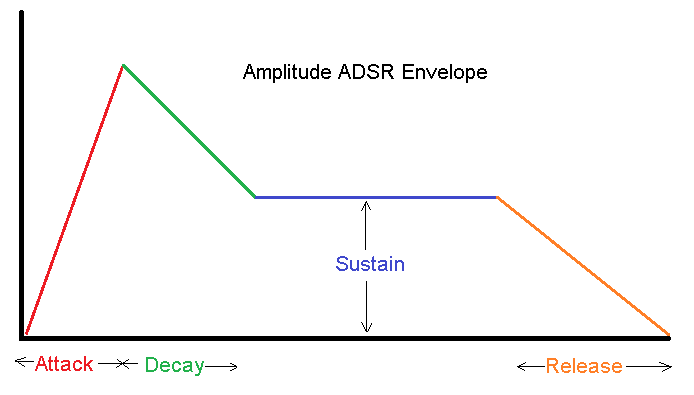 Amplitude ADSR Envelope
Sustain
Attack
Decay
Release